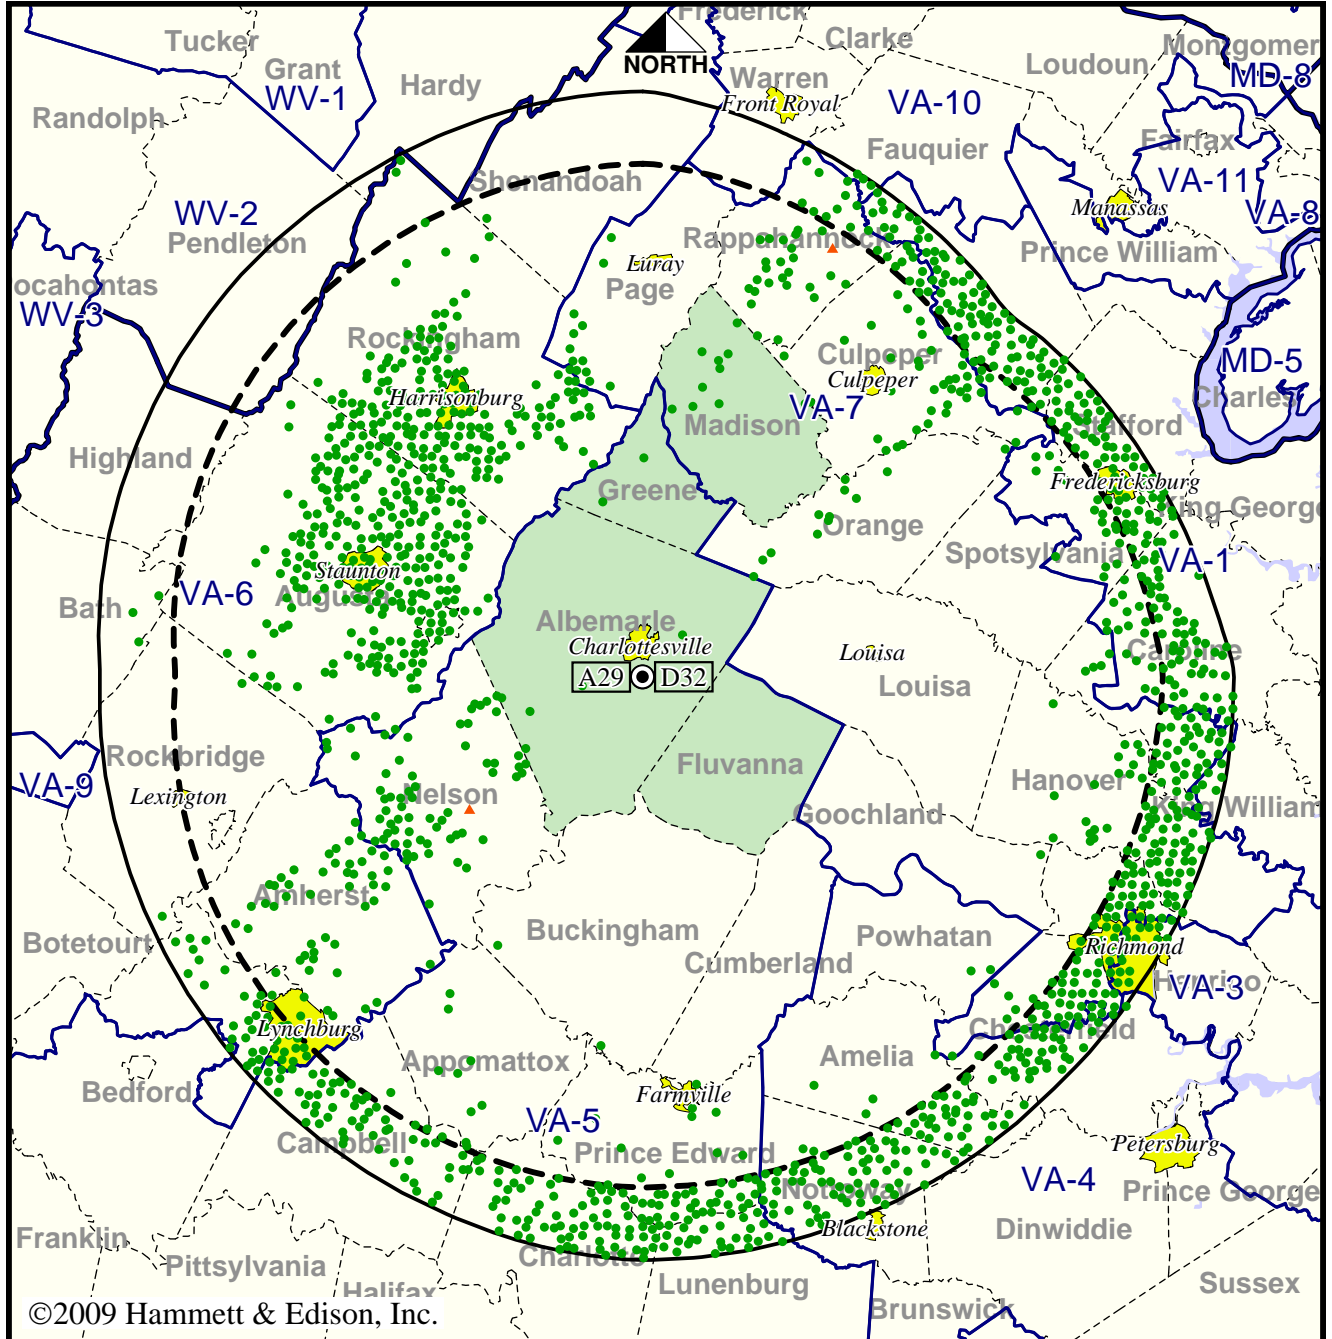 Frederick
Tucker
Clarke
Montgomer
Grant
Loudoun
NORTH
Warren
MD-8
WV-1
Hardy
Front Royal
VA-10
Randolph
Fairfax
Fauquier
Shenandoah
VA-11
WV-2
Manassas
VA-8
Pendleton
Rappahannock
Prince William
Luray
ocahontas
Page
WV-3
Rockingham
Culpeper
MD-5
Culpeper
Harrisonburg
Charles
VA-7
Madison
Stafford
Highland
Fredericksburg
Greene
King George
Orange
Spotsylvania
VA-1
Staunton
VA-6
Augusta
Bath
Albemarle
Charlottesville
Louisa
Caroline
A29 D32
Louisa
Rockbridge
Fluvanna
Hanover
VA-9
Lexington
Nelson
King William
Goochland
Amherst
Buckingham
Powhatan
Botetourt
Richmond
Cumberland
Henrico
VA-3
Lynchburg
Chesterfield
Appomattox
Amelia
Bedford
Farmville
VA-5
Campbell
Prince Edward
Petersburg
VA-4
Nottoway
Prince George
Blackstone
Dinwiddie
Franklin
Charlotte
Pittsylvania
Lunenburg
Sussex
Halifax
Brunswick
©2009 Hammett & Edison, Inc.